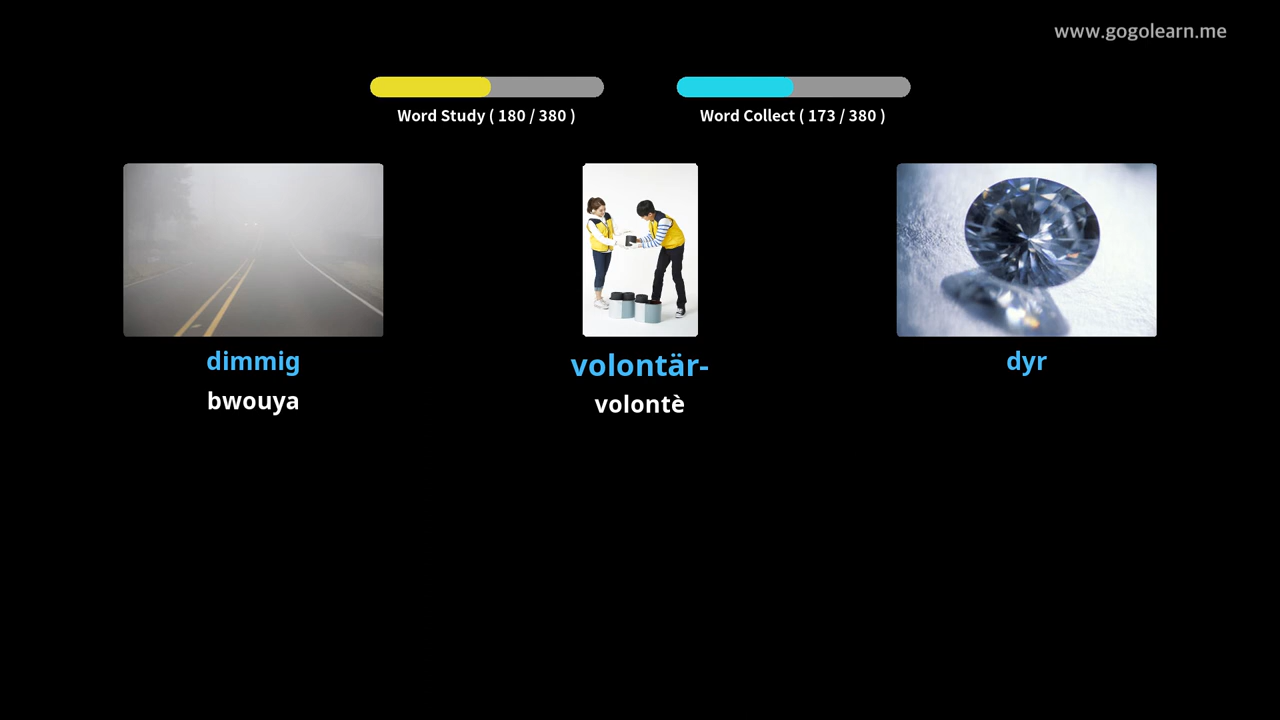 www.gogolearn.me
Word Study ( 180 / 380 )
Word Collect ( 173 / 380 )
dimmig
volontär-
dyr
bwouya
volontè